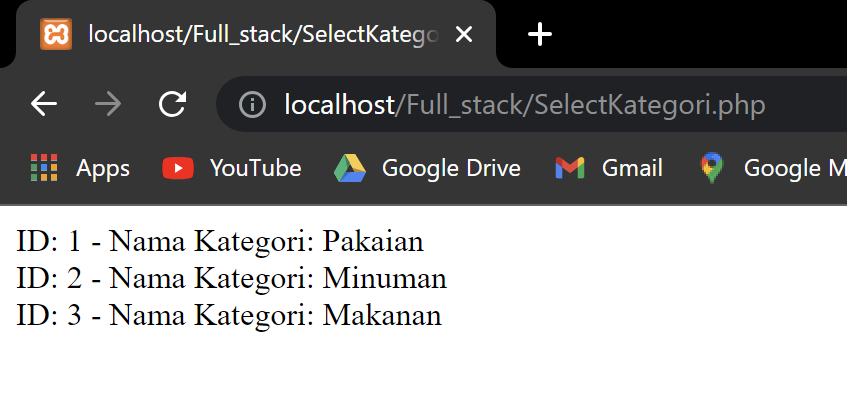 localhost/Full_stack/SelectKatego
localhost/Full_stack/SelectKategori.php
Apps YouTube Google Drive Gmail Google M
ID: 1 - Nama Kategori: Pakaian
ID: 2 - Nama Kategori: Minuman
ID: 3 - Nama Kategori: Makanan